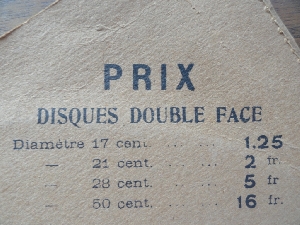 PRIX
DISQUES DOUBLE FACE
Diamètre 17 cent. ... ... 1.25
— 21 cent. ... ... 2 fr.
— 28 cent. ... ... 5 fr
— 50 cent. ... ... 16 fr.